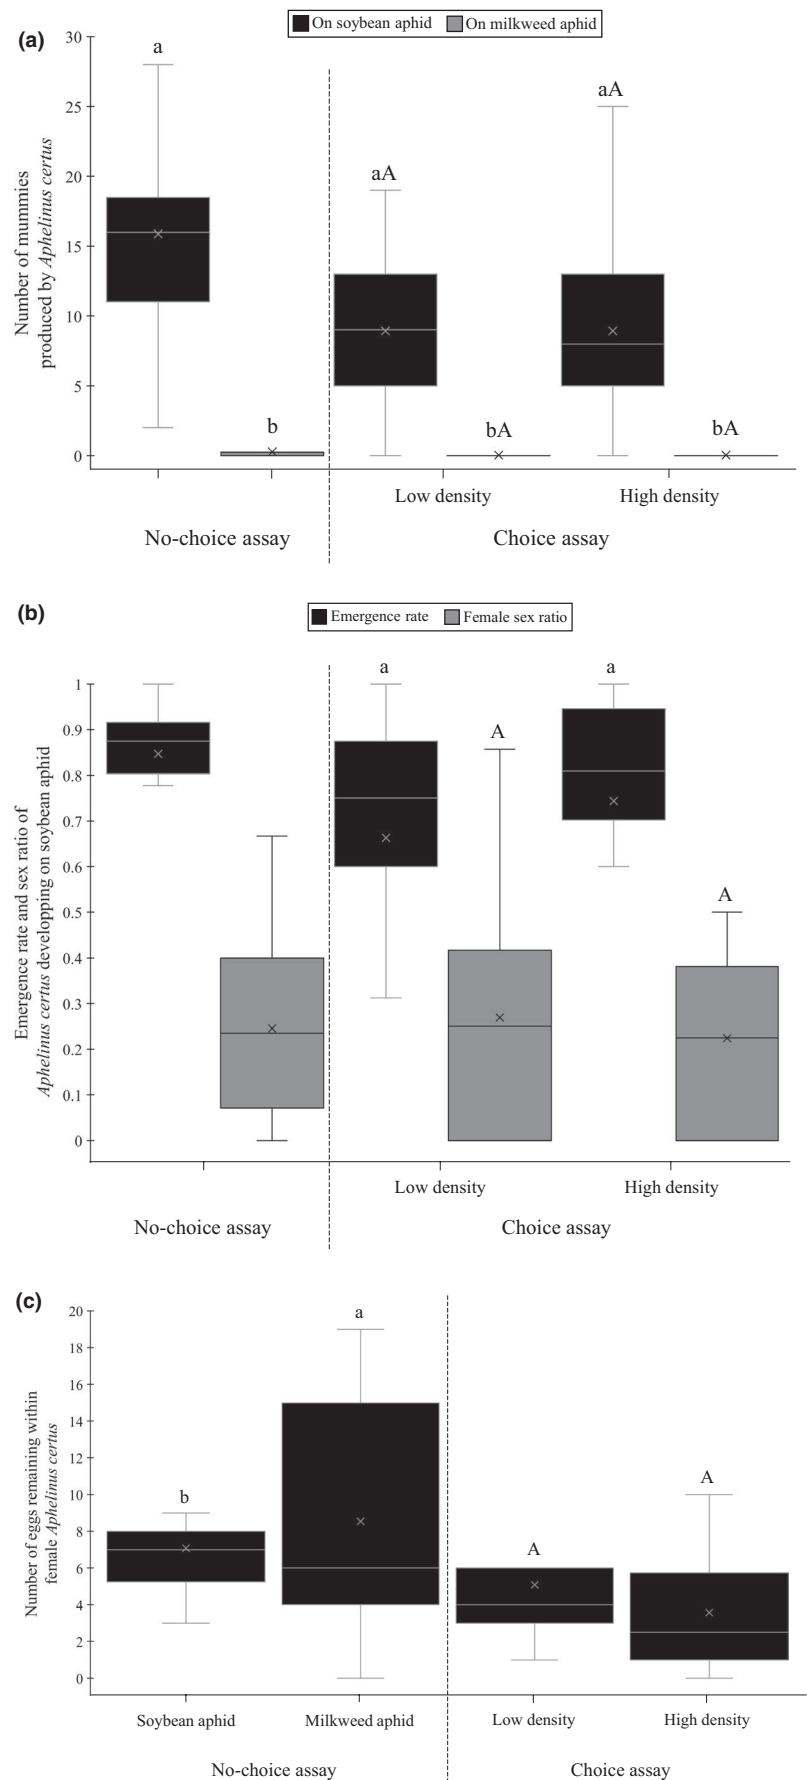 (a)
On soybean aphid On milkweed aphid
Number of mummies
produced by Aphelinus certus
30
25
20
15
10
5
0
a
b
aA
bA
aA
bA
Low density High density
No-choice assay Choice assay
(b)
Emergence rate Female sex ratio
Emergence rate and sex ratio of
Aphelinus certus developping on soybean aphid
1
0.9
0.8
0.7
0.6
0.5
0.4
0.3
0.2
0.1
0
a
A
a
A
Low density High density
No-choice assay Choice assay
(c)
Number of eggs remaining within
female Aphelinus certus
20
18
16
14
12
10
8
6
4
2
0
b
a
A
A
Soybean aphid Milkweed aphid Low density High density
No-choice assay Choice assay